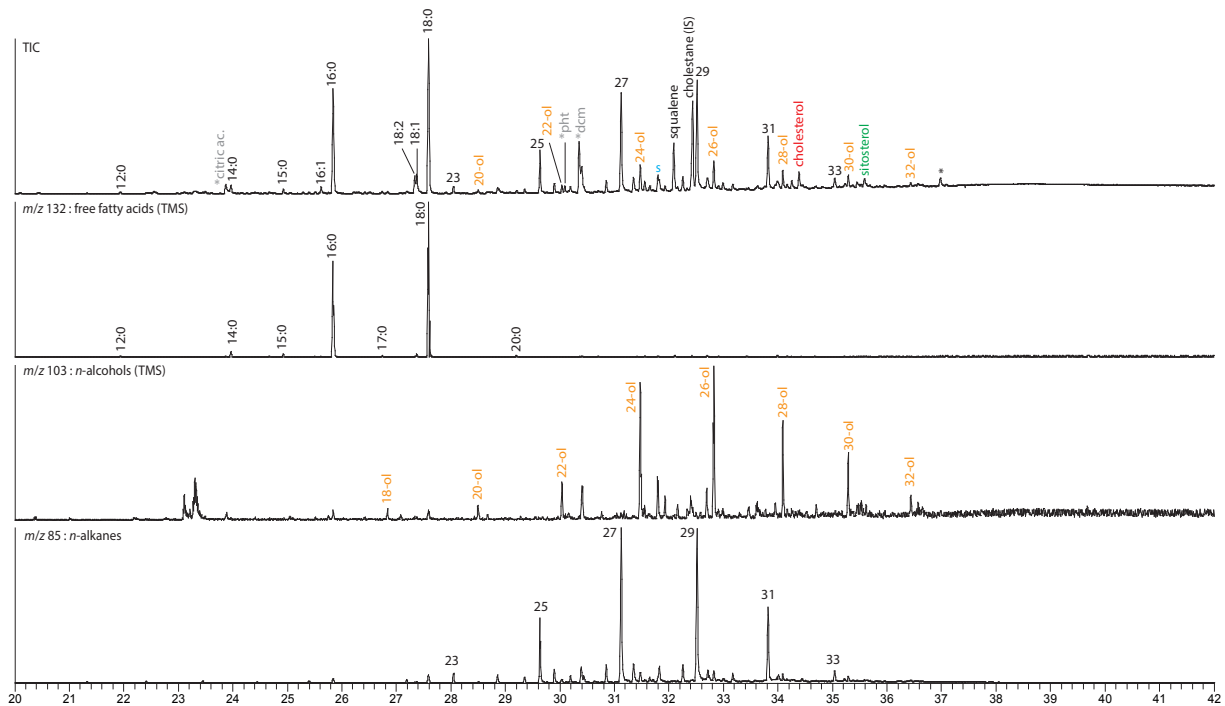 TIC
12:0
*citric ac.
14:0
15:0
16:1
16:0
18:2
18:1
18:0
23
20-ol
25
22-ol
*pht
*dcm
27
24-ol
s
squalene
cholestane (IS)
29
26-ol
31
28-ol
cholesterol
33
30-ol
sitosterol
32-ol
*
m/z 132 : free fatty acids (TMS)
12:0
14:0
15:0
16:0
17:0
18:0
20:0
m/z 103 : n-alcohols (TMS)
18-ol
20-ol
22-ol
24-ol
26-ol
28-ol
30-ol
32-ol
m/z 85 : n-alkanes
23
25
27
29
31
33
20 21 22 23 24 25 26 27 28 29 30 31 32 33 34 35 36 37 38 39 40 41 42